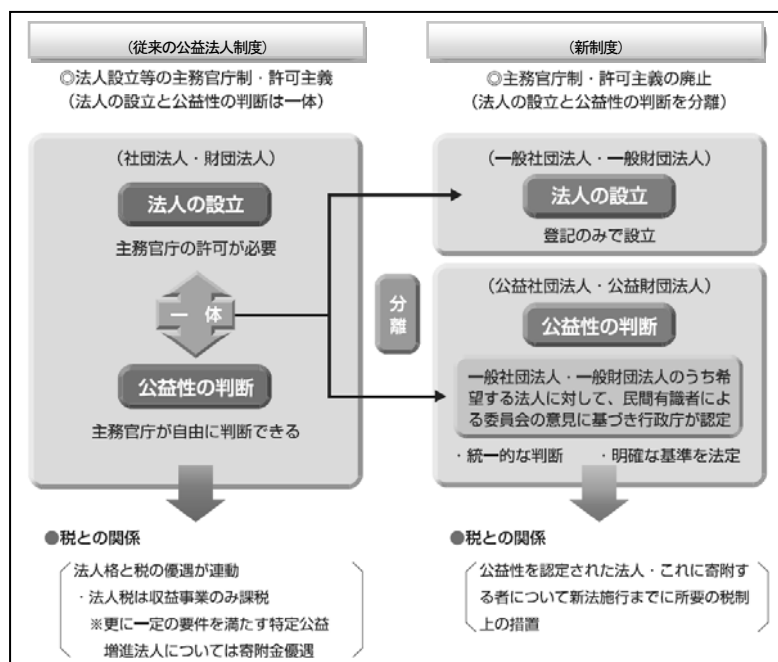 (従来の公益法人制度)
◎法人設立等の主務官庁制・許可主義
(法人の設立と公益性の判断は一体)
(社団法人・財団法人)
法人の設立
主務官庁の許可が必要
一 体
公益性の判断
主務官庁が自由に判断できる
●税との関係
法人格と税の優遇が連動
・法人税は収益事業のみ課税
※更に一定の要件を満たす特定公益
増進法人については寄附金優遇
分離
(新制度)
◎主務官庁制・許可主義の廃止
(法人の設立と公益性の判断を分離)
(一般社団法人・一般財団法人)
法人の設立
登記のみで設立
(公益社団法人・公益財団法人)
公益性の判断
一般社団法人・一般財団法人のうち希
望する法人に対して、民間有識者によ
る委員会の意見に基づき行政庁が認定
・統一的な判断 ・明確な基準を法定
●税との関係
公益性を認定された法人・これに寄附す
る者について新法施行までに所要の税制
上の措置